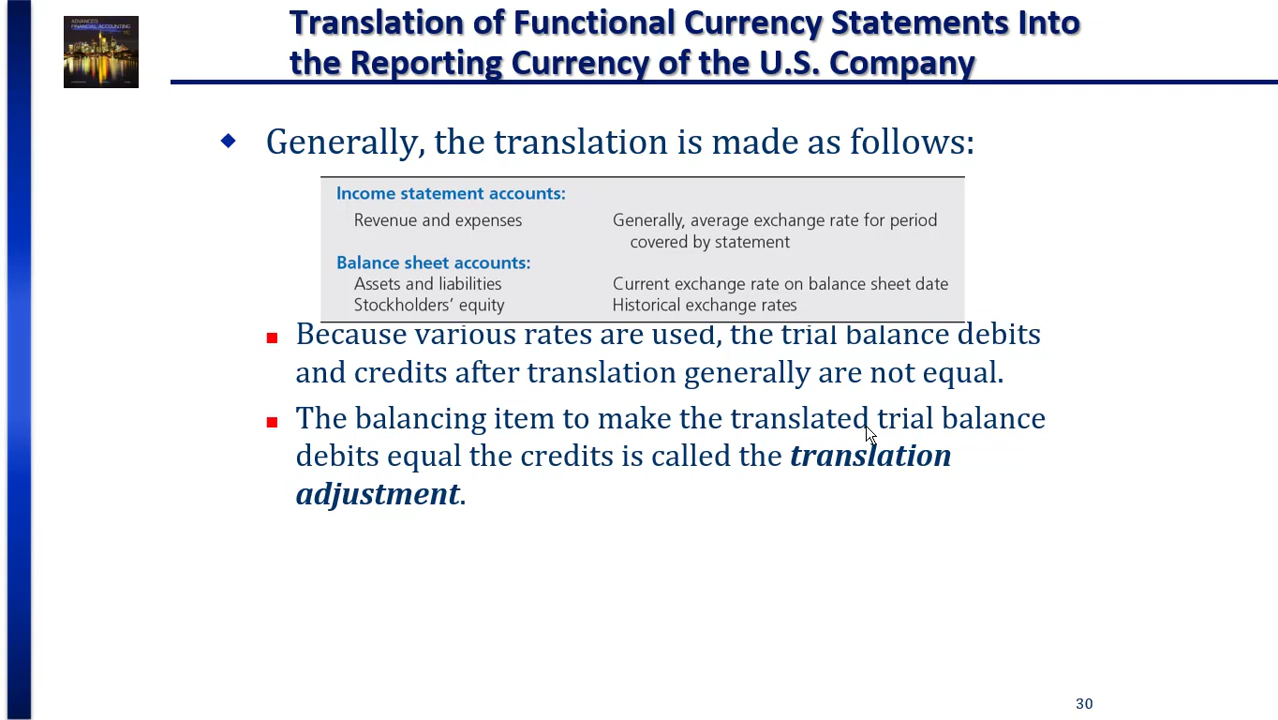 Translation of Functional Currency Statements Into
the Reporting Currency of the U.S. Company
ADVANCED
FINANCIAL ACCOUNTING
Generally, the translation is made as follows:
Income statement accounts:
Revenue and expenses Generally, average exchange rate for period
covered by statement
Balance sheet accounts:
Assets and liabilities Current exchange rate on balance sheet date
Stockholders’ equity Historical exchange rates
Because various rates are used, the trial balance debits
and credits after translation generally are not equal.
The balancing item to make the translated trial balance
debits equal the credits is called the translation
adjustment.
30